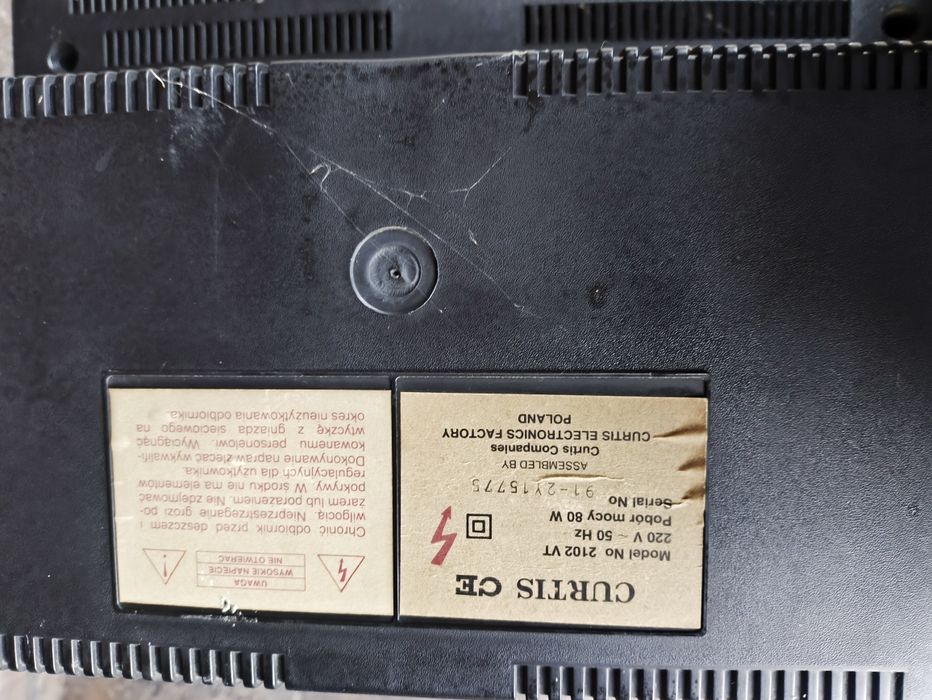 CURTIS CE
Model No 2102 VT
220 V ~ 50 Hz
Pobór mocy 80 W
Serial No
91-2Y15775
ASSEMBLED BY
Curtis Companies
CURTIS ELECTRONICS FACTORY
POLAND
UWAGA
WYSOKIE NAPIĘCIE
NIE OTWIERAĆ
Chronić odbiornik przed deszczem i
wilgocią. Nieprzestrzeganie grozi po-
żarem lub porażeniem. Nie zdejmować
pokrywy. W środku nie ma elementów
regulacyjnych dla użytkownika.
Dokonywanie napraw zlecać wykwalifi-
kowanemu personelowi. Wyciągnąć
wtyczkę z gniazda sieciowego na
okres nieużytkowania odbiornika.